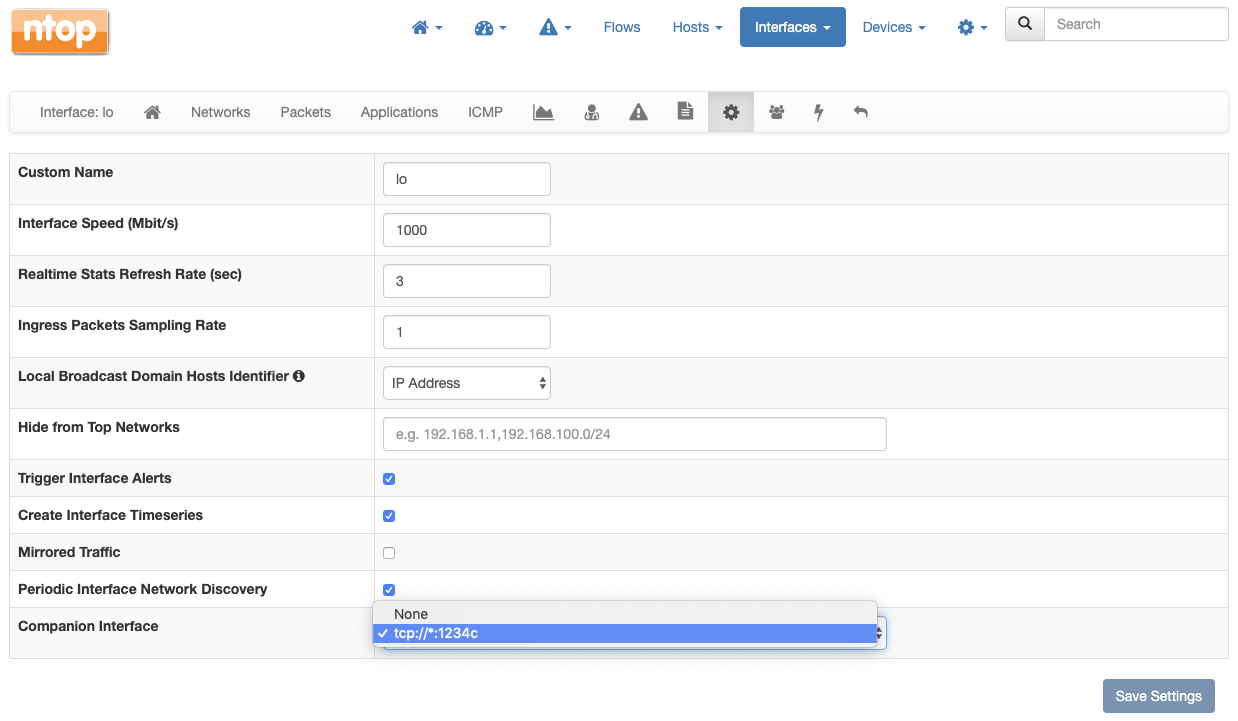 ntop
Flows Hosts Interfaces Devices Search
Interface: lo Networks Packets Applications ICMP
Custom Name lo
Interface Speed (Mbit/s) 1000
Realtime Stats Refresh Rate (sec) 3
Ingress Packets Sampling Rate 1
Local Broadcast Domain Hosts Identifier IP Address
Hide from Top Networks e.g. 192.168.1.1,192.168.100.0/24
Trigger Interface Alerts
Create Interface Timeseries
Mirrored Traffic
Periodic Interface Network Discovery
None
Companion Interface tcp://*:1234c
Save Settings